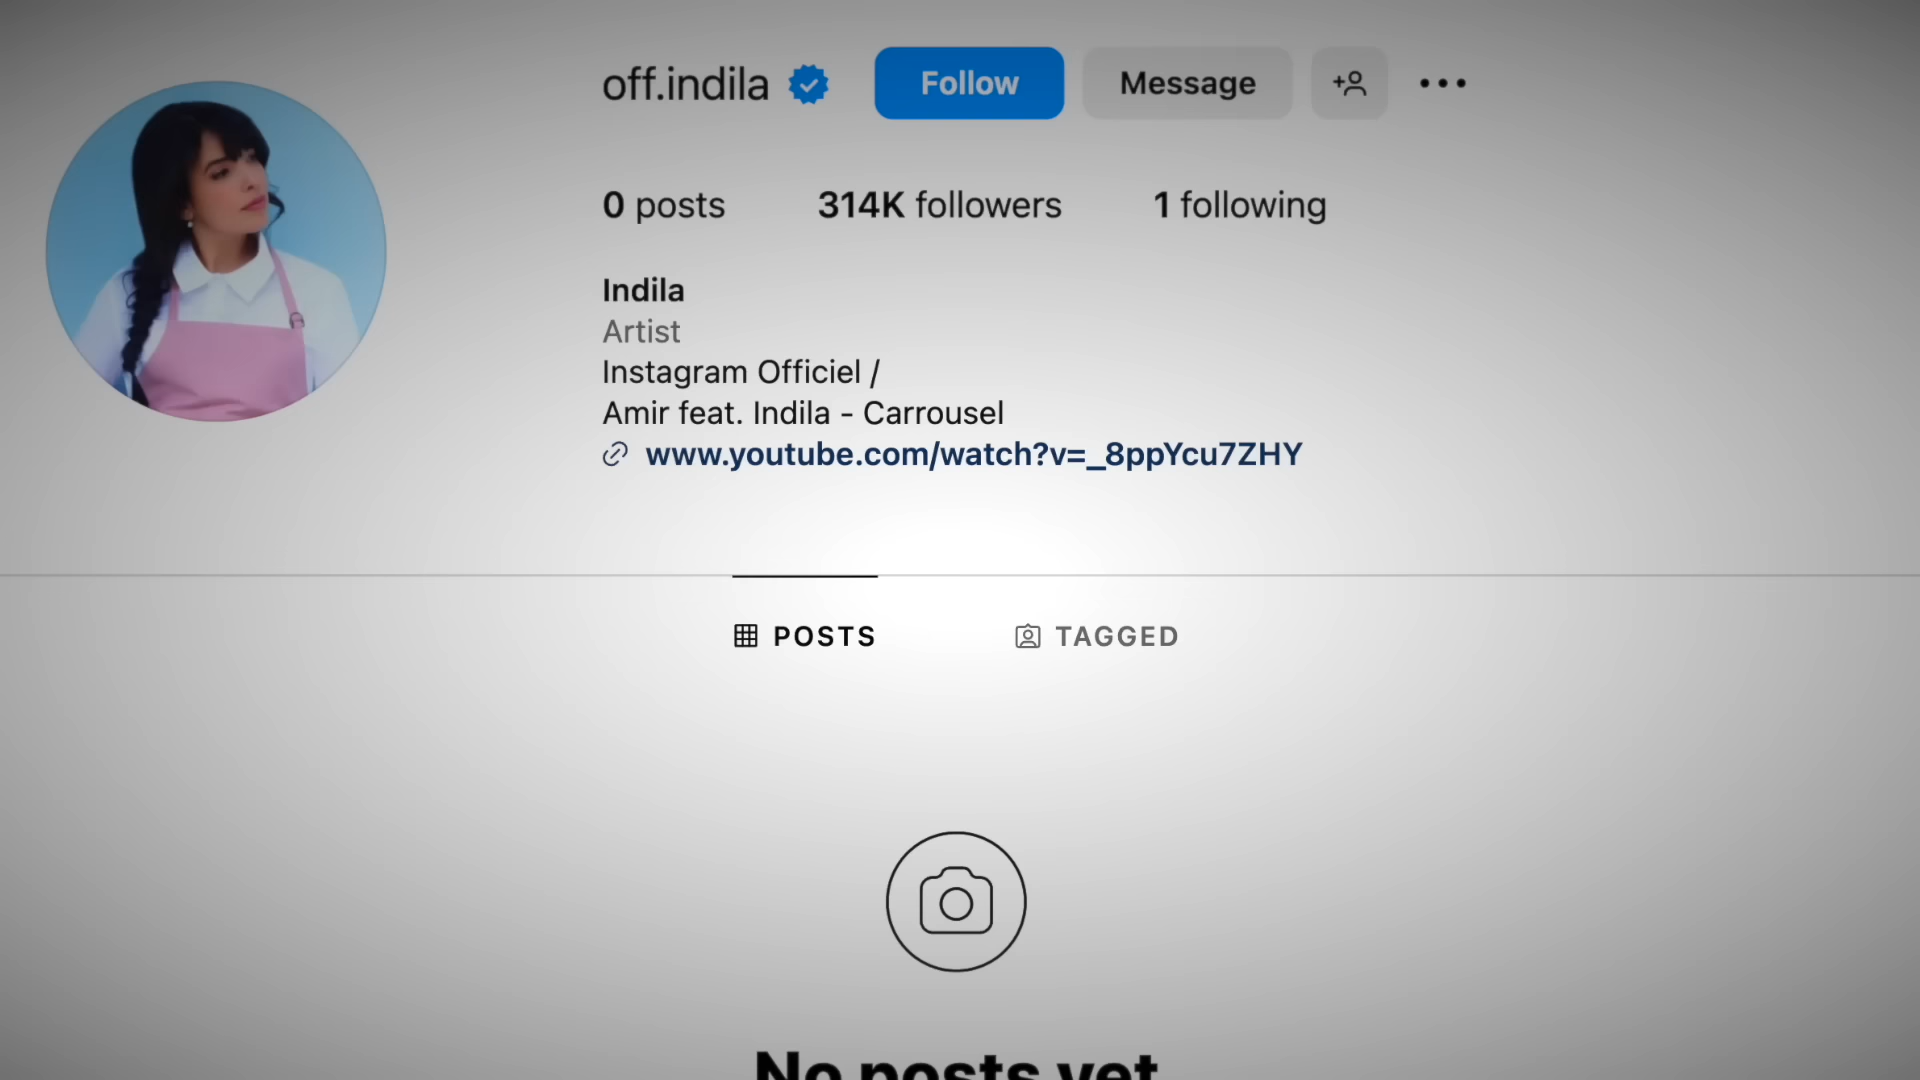 off.indila Follow Message
0 posts 314K followers 1 following
Indila
Artist
Instagram Officiel /
Amir feat. Indila - Carrousel
www.youtube.com/watch?v=_8ppYcu7ZHY
POSTS TAGGED
No posts yet